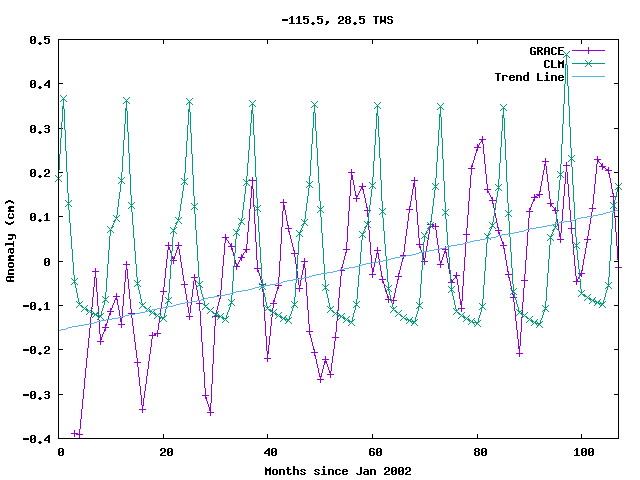 -115.5, 28.5 TWS
GRACE
CLM
Trend Line
0.5
0.4
0.3
0.2
0.1
0
-0.1
-0.2
-0.3
-0.4
Anomaly (cm)
0 20 40 60 80 100
Months since Jan 2002